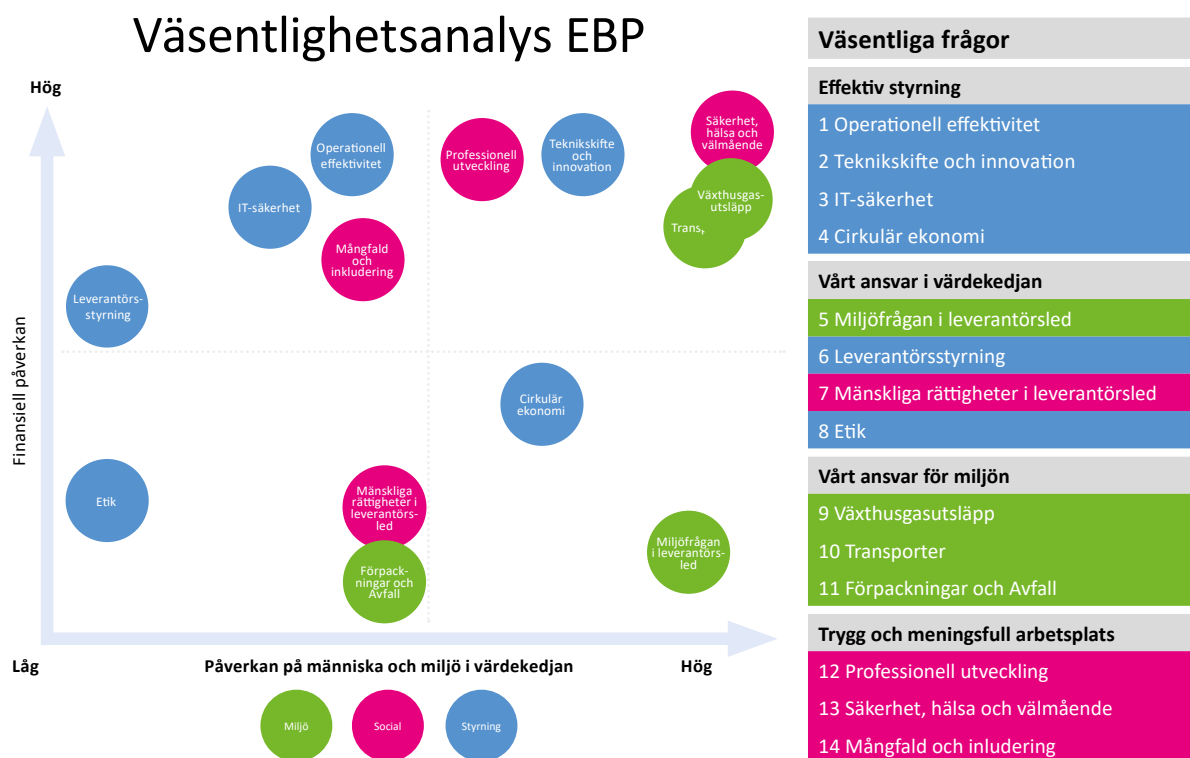 Väsentlighetsanalys EBP
Hög
Säkerhet,
hälsa och
välmående
Operationell
effektivitet
Professionell
utveckling
Teknikskifte
och
innovation
Växthusgas-
utsläpp
IT-säkerhet
Mångfald
och
inkludering
Leverantörs-
styrning
Finansiell påverkan
Cirkulär
ekonomi
Etik
Mänskliga
rättigheter i
leverantörs-
led
Miljöfrågan
i leverantörs-
led
Förpack-
ningar och
Avfall
Låg
Påverkan på människa och miljö i värdekedjan
Hög
Miljö
Social
Styrning
Väsentliga frågor
Effektiv styrning
1 Operationell effektivitet
2 Teknikskifte och innovation
3 IT-säkerhet
4 Cirkulär ekonomi
Vårt ansvar i värdekedjan
5 Miljöfrågan i leverantörsled
6 Leverantörsstyrning
7 Mänskliga rättigheter i leverantörsled
8 Etik
Vårt ansvar för miljön
9 Växthusgasutsläpp
10 Transporter
11 Förpackningar och Avfall
Trygg och meningsfull arbetsplats
12 Professionell utveckling
13 Säkerhet, hälsa och välmående
14 Mångfald och inludering